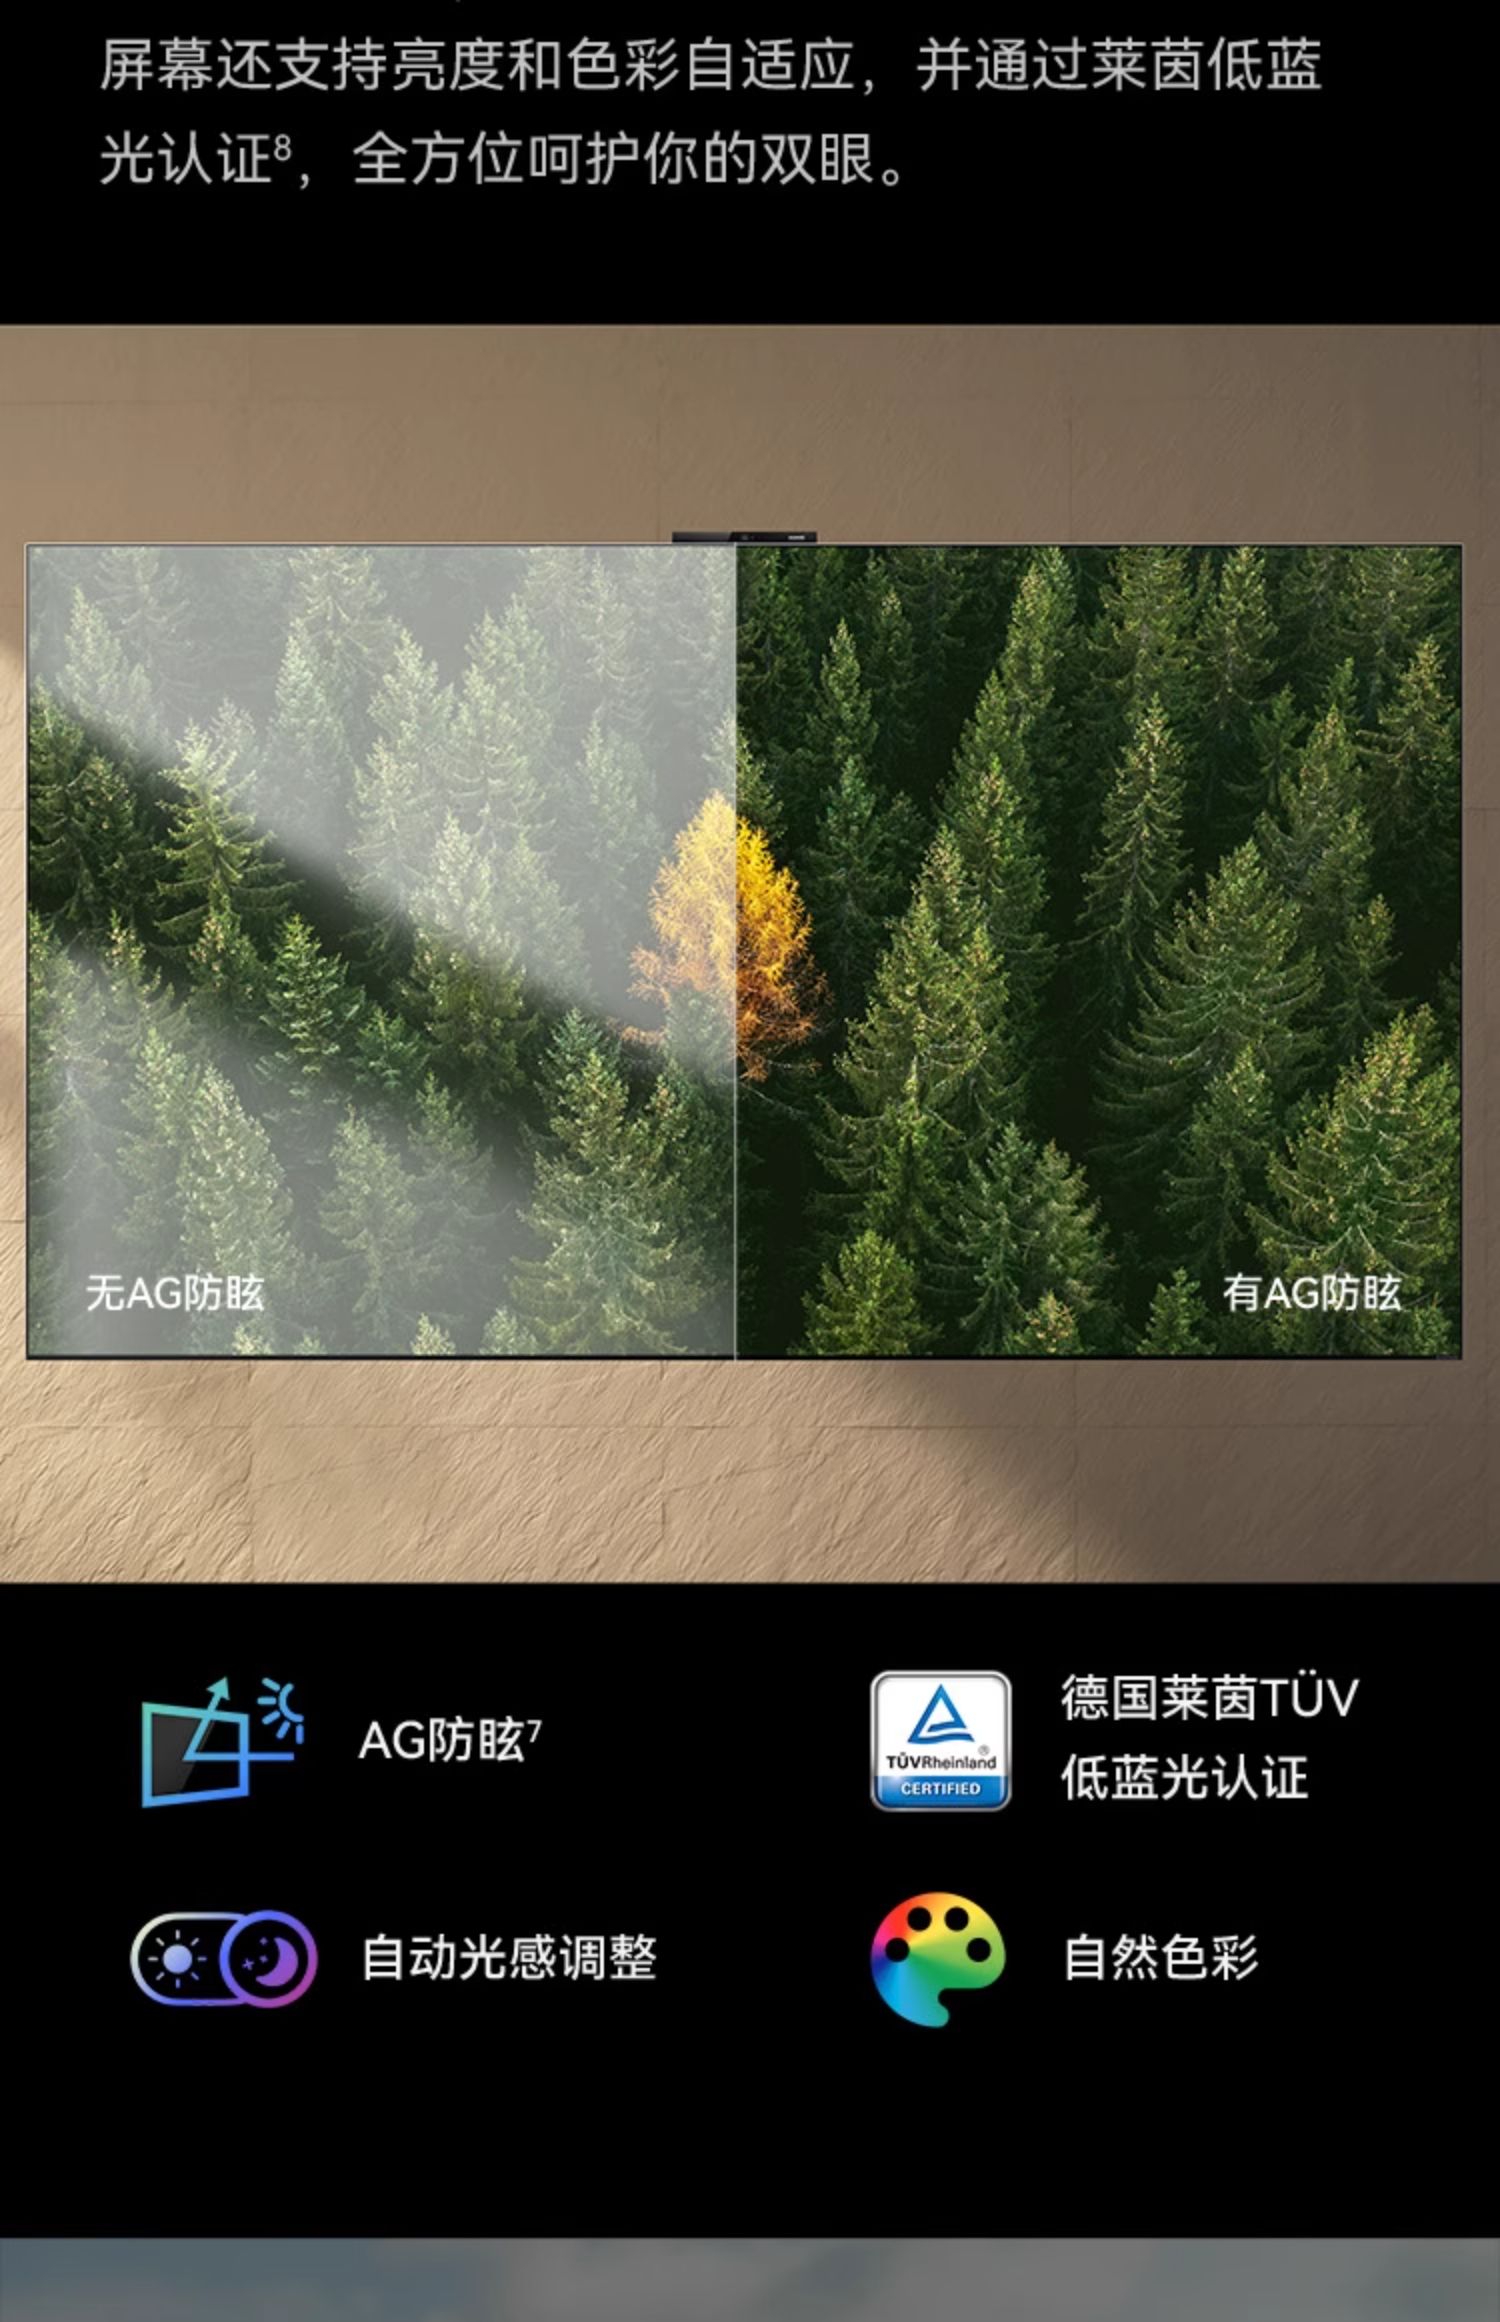 屏幕还支持亮度和色彩自适应，并通过莱茵低蓝
光认证8，全方位呵护你的双眼。
无AG防眩
有AG防眩
AG防眩7
德国莱茵TÜV
低蓝光认证
TÜVRheinland®
CERTIFIED
自动光感调整
自然色彩